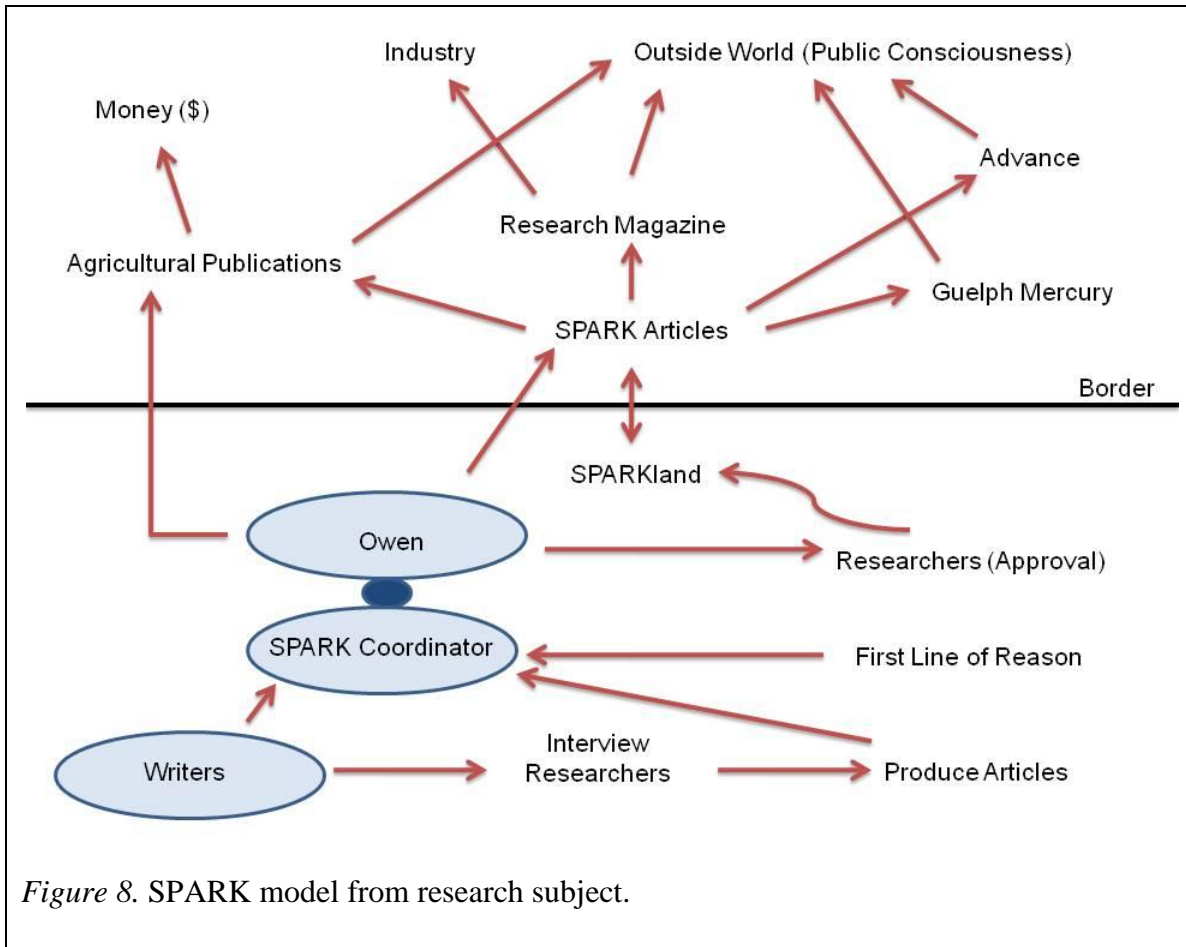 Industry
Outside World (Public Consciousness)
Money ($)
Advance
Research Magazine
Agricultural Publications
Guelph Mercury
SPARK Articles
Border
SPARKland
Owen
Researchers (Approval)
SPARK Coordinator
First Line of Reason
Interview
Researchers
Writers
Produce Articles
Figure 8. SPARK model from research subject.